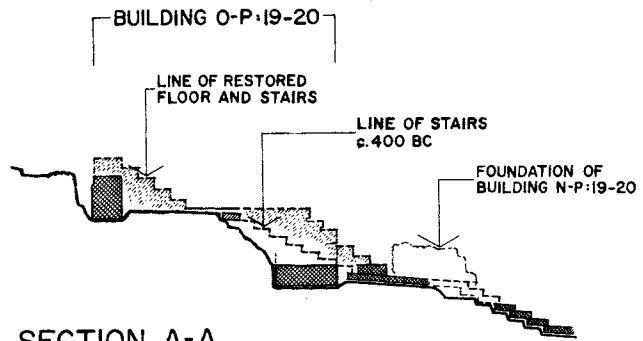 BUILDING O-P:19-20
LINE OF RESTORED
FLOOR AND STAIRS
LINE OF STAIRS
c.400 BC
FOUNDATION OF
BUILDING N-P:19-20
SECTION A-A